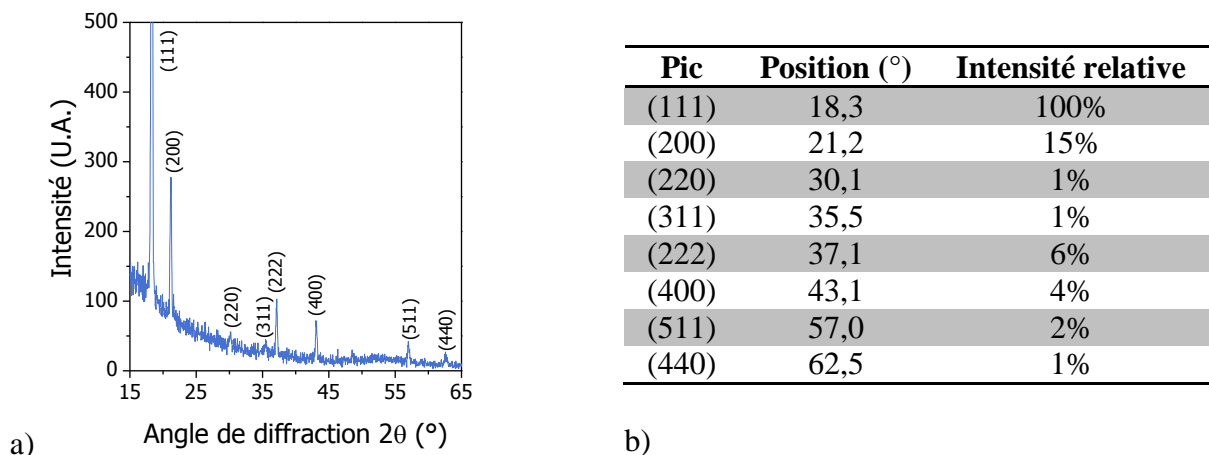 500
400
300
200
100
0
Intensité (U.A.)
(111)
(200)
(220)
(311)
(222)
(400)
(511)
(440)
15 25 35 45 55 65
Angle de diffraction 2θ (°)
a)
Pic Position (°) Intensité relative
(111) 18,3 100%
(200) 21,2 15%
(220) 30,1 1%
(311) 35,5 1%
(222) 37,1 6%
(400) 43,1 4%
(511) 57,0 2%
(440) 62,5 1%
b)